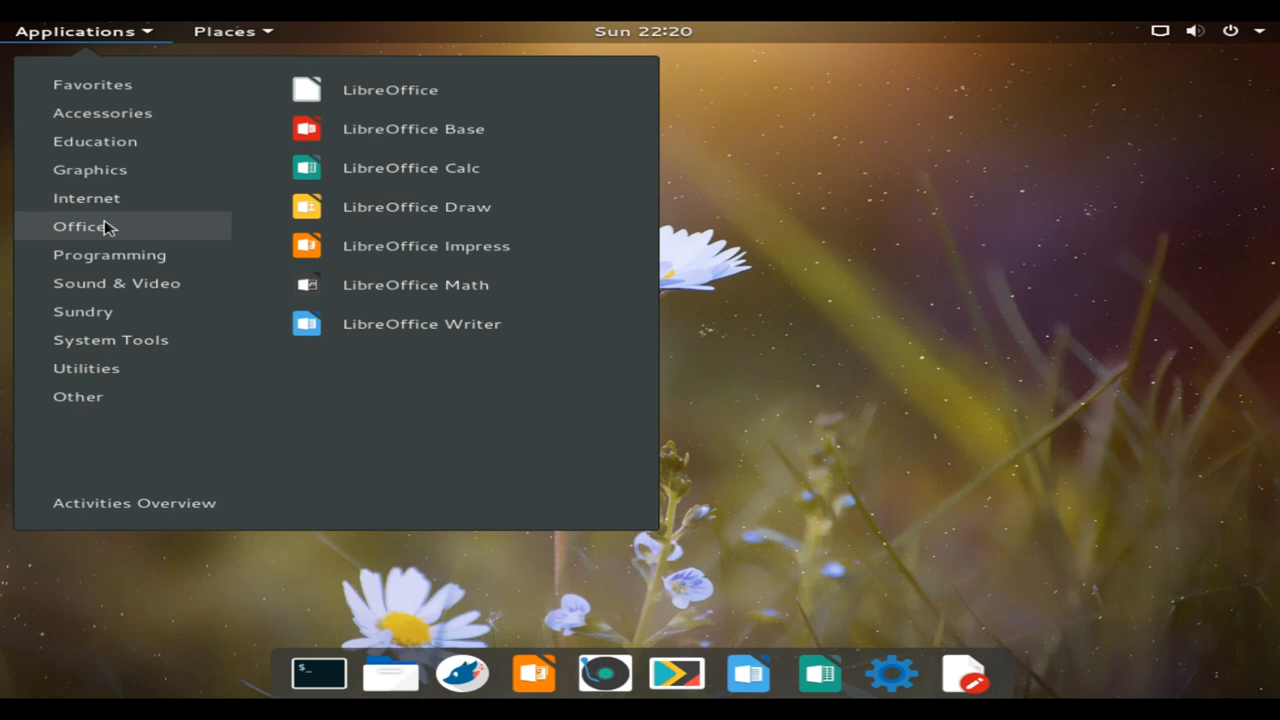 Applications Places Sun 22:20
Favorites
Accessories
Education
Graphics
Internet
Office
Programming
Sound & Video
Sundry
System Tools
Utilities
Other
Activities Overview
LibreOffice
LibreOffice Base
LibreOffice Calc
LibreOffice Draw
LibreOffice Impress
LibreOffice Math
LibreOffice Writer
$_